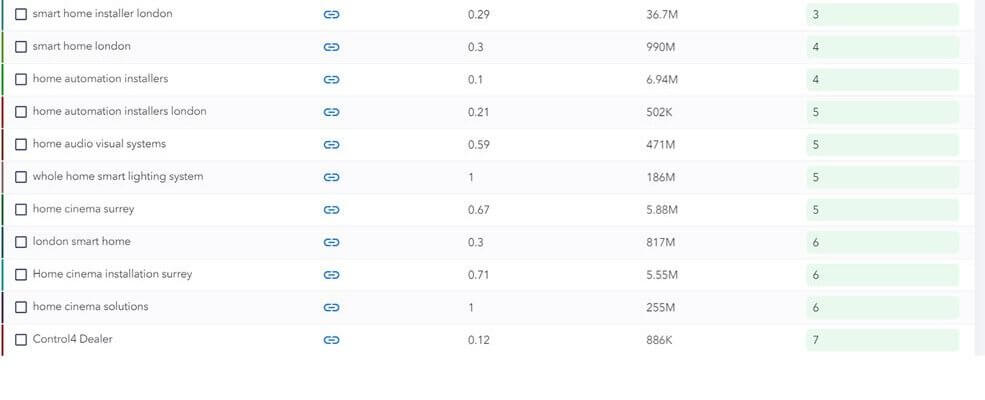 smart home installer london 0.29 36.7M 3
smart home london 0.3 990M 4
home automation installers 0.1 6.94M 4
home automation installers london 0.21 502K 5
home audio visual systems 0.59 471M 5
whole home smart lighting system 1 186M 5
home cinema surrey 0.67 5.88M 5
london smart home 0.3 817M 6
Home cinema installation surrey 0.71 5.55M 6
home cinema solutions 1 255M 6
Control4 Dealer 0.12 886K 7